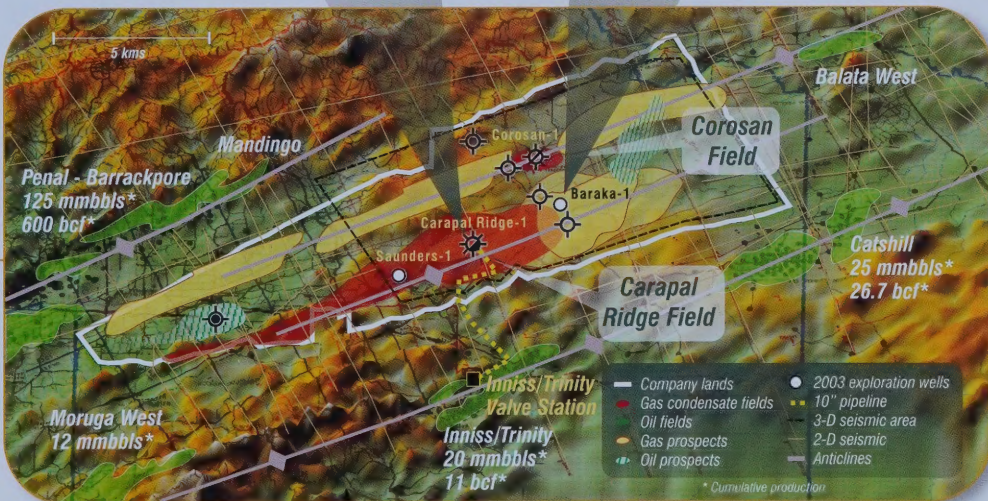 5 kms
Balata West
Mandingo
Corosan-1
Corosan
Field
Penal - Barrackpore
125 mmbbls*
600 bcf*
Baraka-1
Carapal Ridge-1
Saunders-1
Catshill
25 mmbbls*
26.7 bcf*
Carapal
Ridge Field
Inniss/Trinity
Valve Station
Moruga West
12 mmbbls*
Inniss/Trinity
20 mmbbls*
11 bcf*
Company lands
Gas condensate fields
Oil fields
Gas prospects
Oil prospects
2003 exploration wells
10" pipeline
3-D seismic area
2-D seismic
Anticlines
* Cumulative production